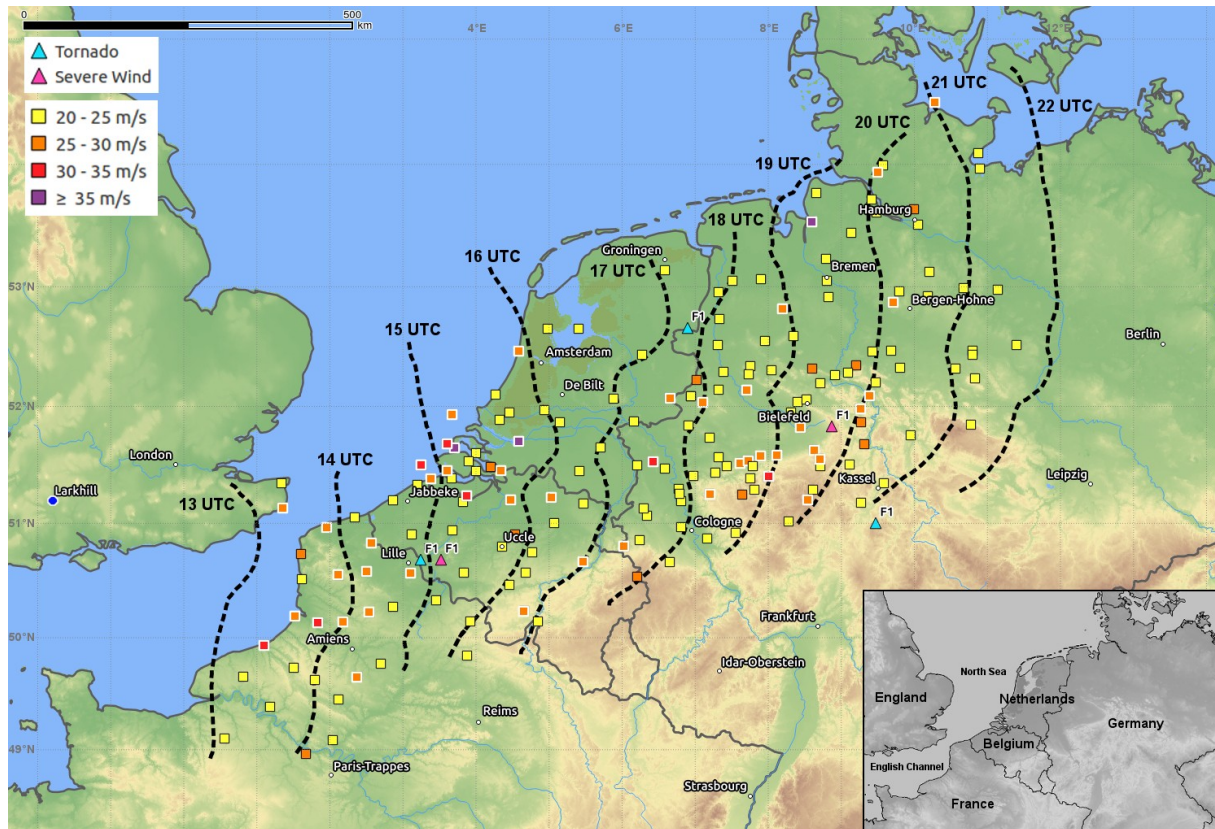 0
500
km
4°E
6°E
8°E
10°E
12°E
Tornado
Severe Wind
20 - 25 m/s
25 - 30 m/s
30 - 35 m/s
≥ 35 m/s
21 UTC
22 UTC
20 UTC
19 UTC
18 UTC
16 UTC
17 UTC
15 UTC
14 UTC
13 UTC
Hamburg
Groningen
Bremen
53°N
Bergen-Hohne
F1
Berlin
Amsterdam
De Bilt
52°N
Bielefeld
F1
London
Leipzig
Kassel
Larkhill
Jabbeke
51°N
F1
Cologne
Uccle
Lille
F1
F1
50°N
Amiens
Frankfurt
Idar-Oberstein
Reims
49°N
Paris-Trappes
Strasbourg
North Sea
England
Netherlands
Germany
Belgium
English Channel
France